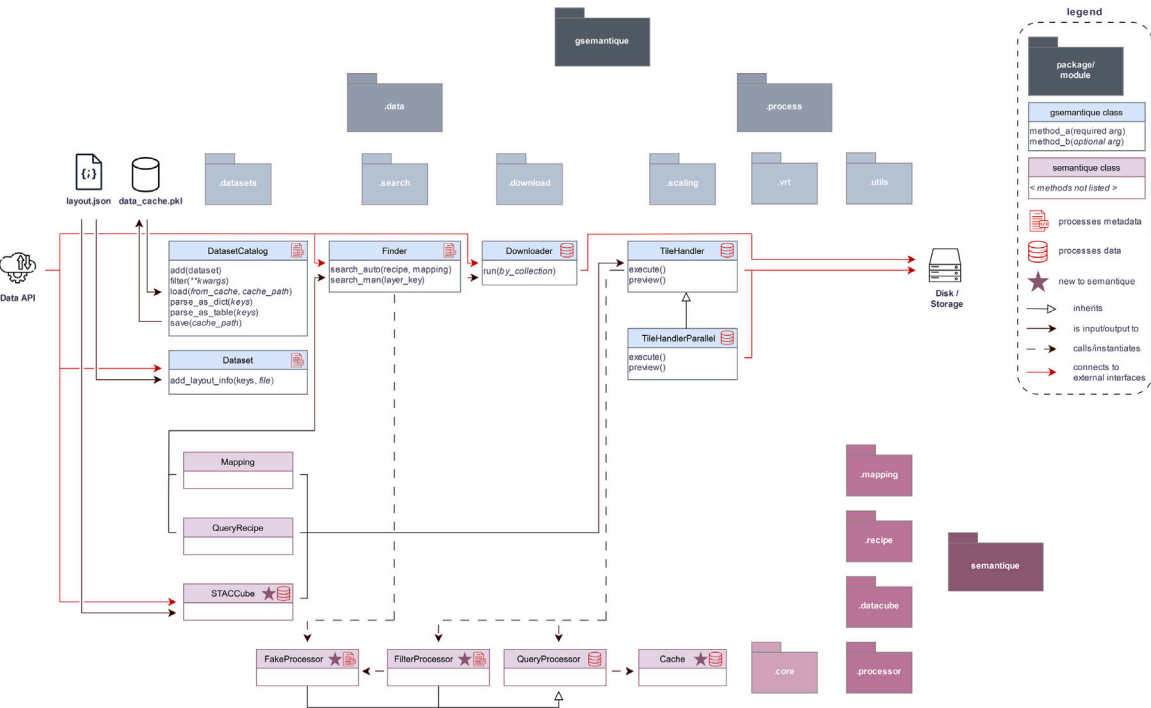 legend
gsemantique
package/
module
.data
.process
gsemantique class
method_a(required arg)
method_b(optional arg)
semantique class
< methods not listed >
{;}
layout.json
data_cache.pkl
.datasets
.search
.download
.scaling
.vrt
.utils
processes metadata
processes data
new to semantique
inherits
is input/output to
calls/instantiates
connects to
external interfaces
Data API
DatasetCatalog
add(dataset)
filter(**kwargs)
load(from_cache, cache_path)
parse_as_dict(keys)
parse_as_table(keys)
save(cache_path)
Finder
search_auto(recipe, mapping)
search_man(layer_key)
Downloader
run(by_collection)
TileHandler
execute()
preview()
Disk /
Storage
TileHandlerParallel
execute()
preview()
Dataset
add_layout_info(keys, file)
Mapping
QueryRecipe
STACCube
.mapping
.recipe
semantique
.datacube
FakeProcessor
FilterProcessor
QueryProcessor
Cache
.core
.processor